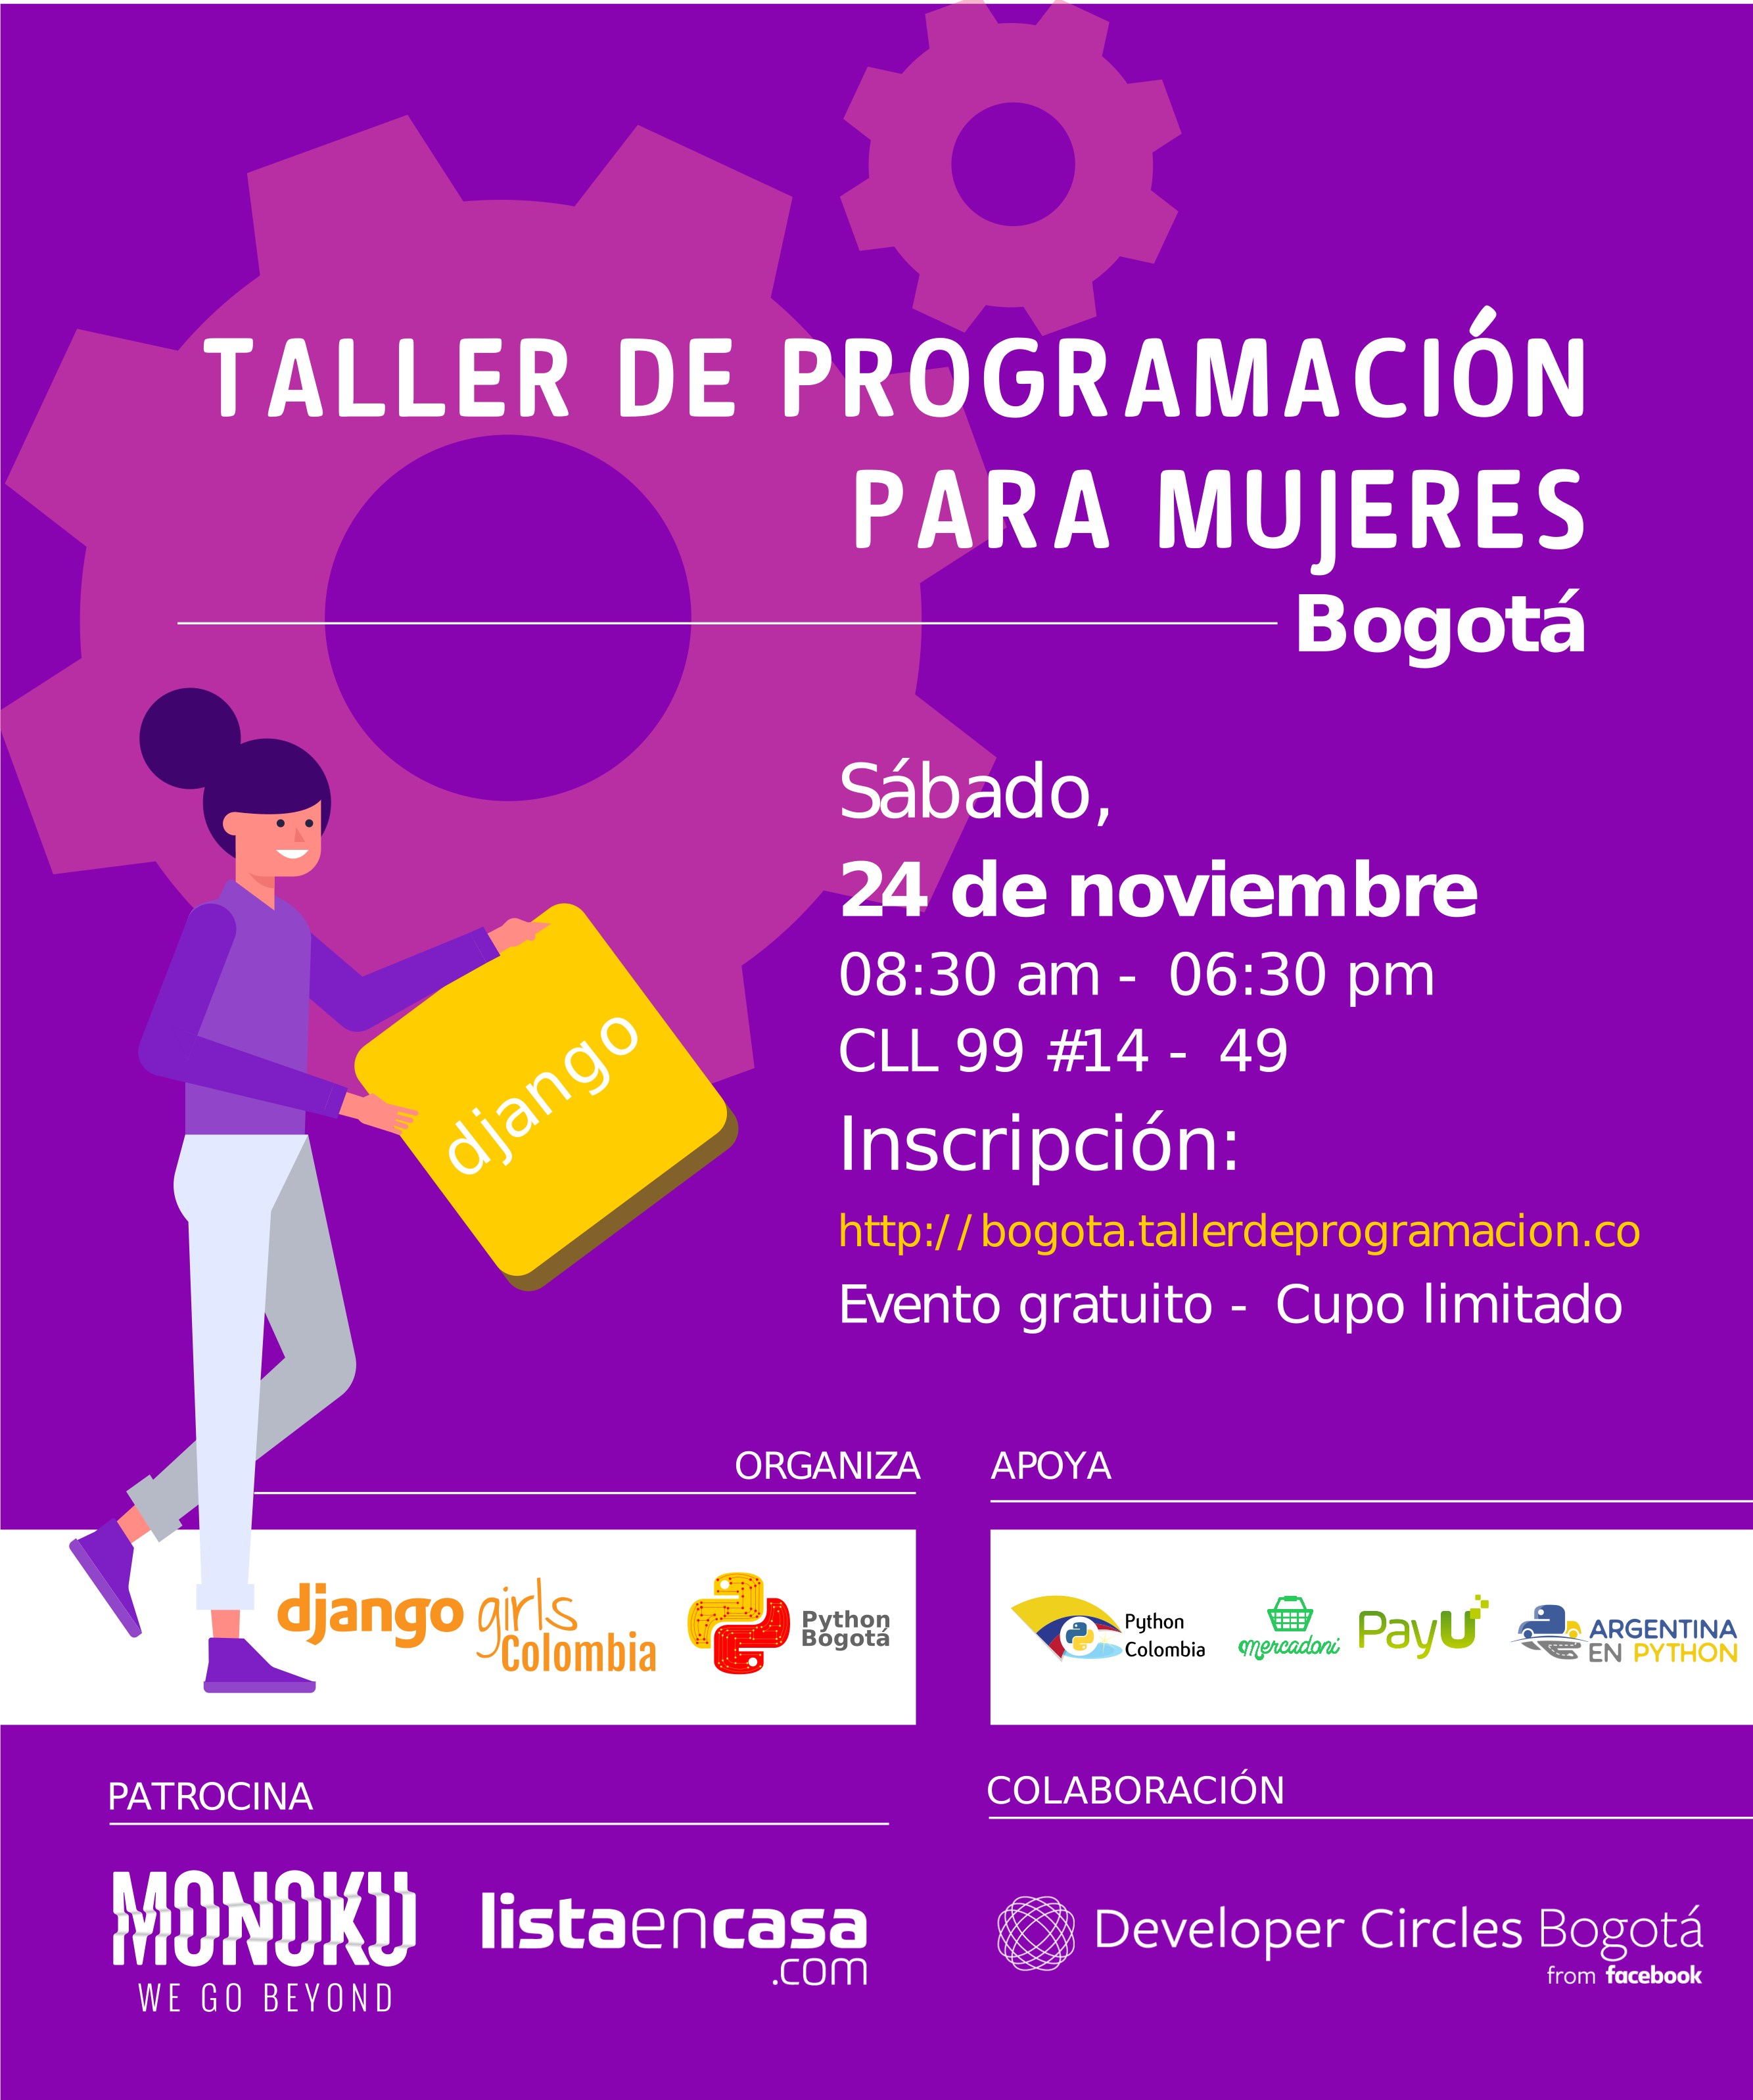 TALLER DE PROGRAMACIÓN
PARA MUJERES
Bogotá
Sábado,
24 de noviembre
08:30 am - 06:30 pm
CLL 99 #14 - 49
Inscripción:
http://bogota.tallerdeprogramacion.co
Evento gratuito - Cupo limitado
django
ORGANIZA
django girls
Colombia
Python
Bogotá
APOYA
Python
Colombia
mercadoni
PayU
ARGENTINA
EN PYTHON
PATROCINA
MONOKU
WE GO BEYOND
listaencasa
.com
COLABORACIÓN
Developer Circles Bogotá
from facebook